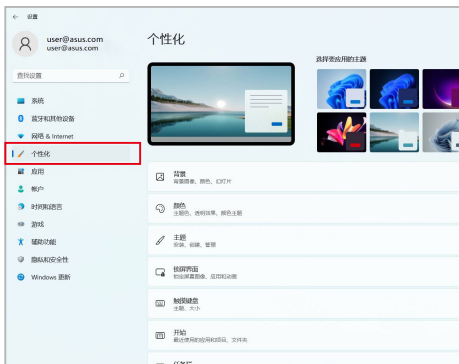 设置
user@asus.com
user@asus.com
查找设置
系统
蓝牙和其他设备
网络 & Internet
个性化
应用
帐户
时间和语言
游戏
辅助功能
隐私和安全性
Windows 更新
个性化
选择要应用的主题
背景
背景图像、颜色、幻灯片
颜色
主题色、透明效果、颜色主题
主题
安装、创建、管理
锁屏界面
锁定屏幕图像、应用和动画
触摸键盘
主题、大小
开始
最近使用的应用和项目、文件夹
任务栏